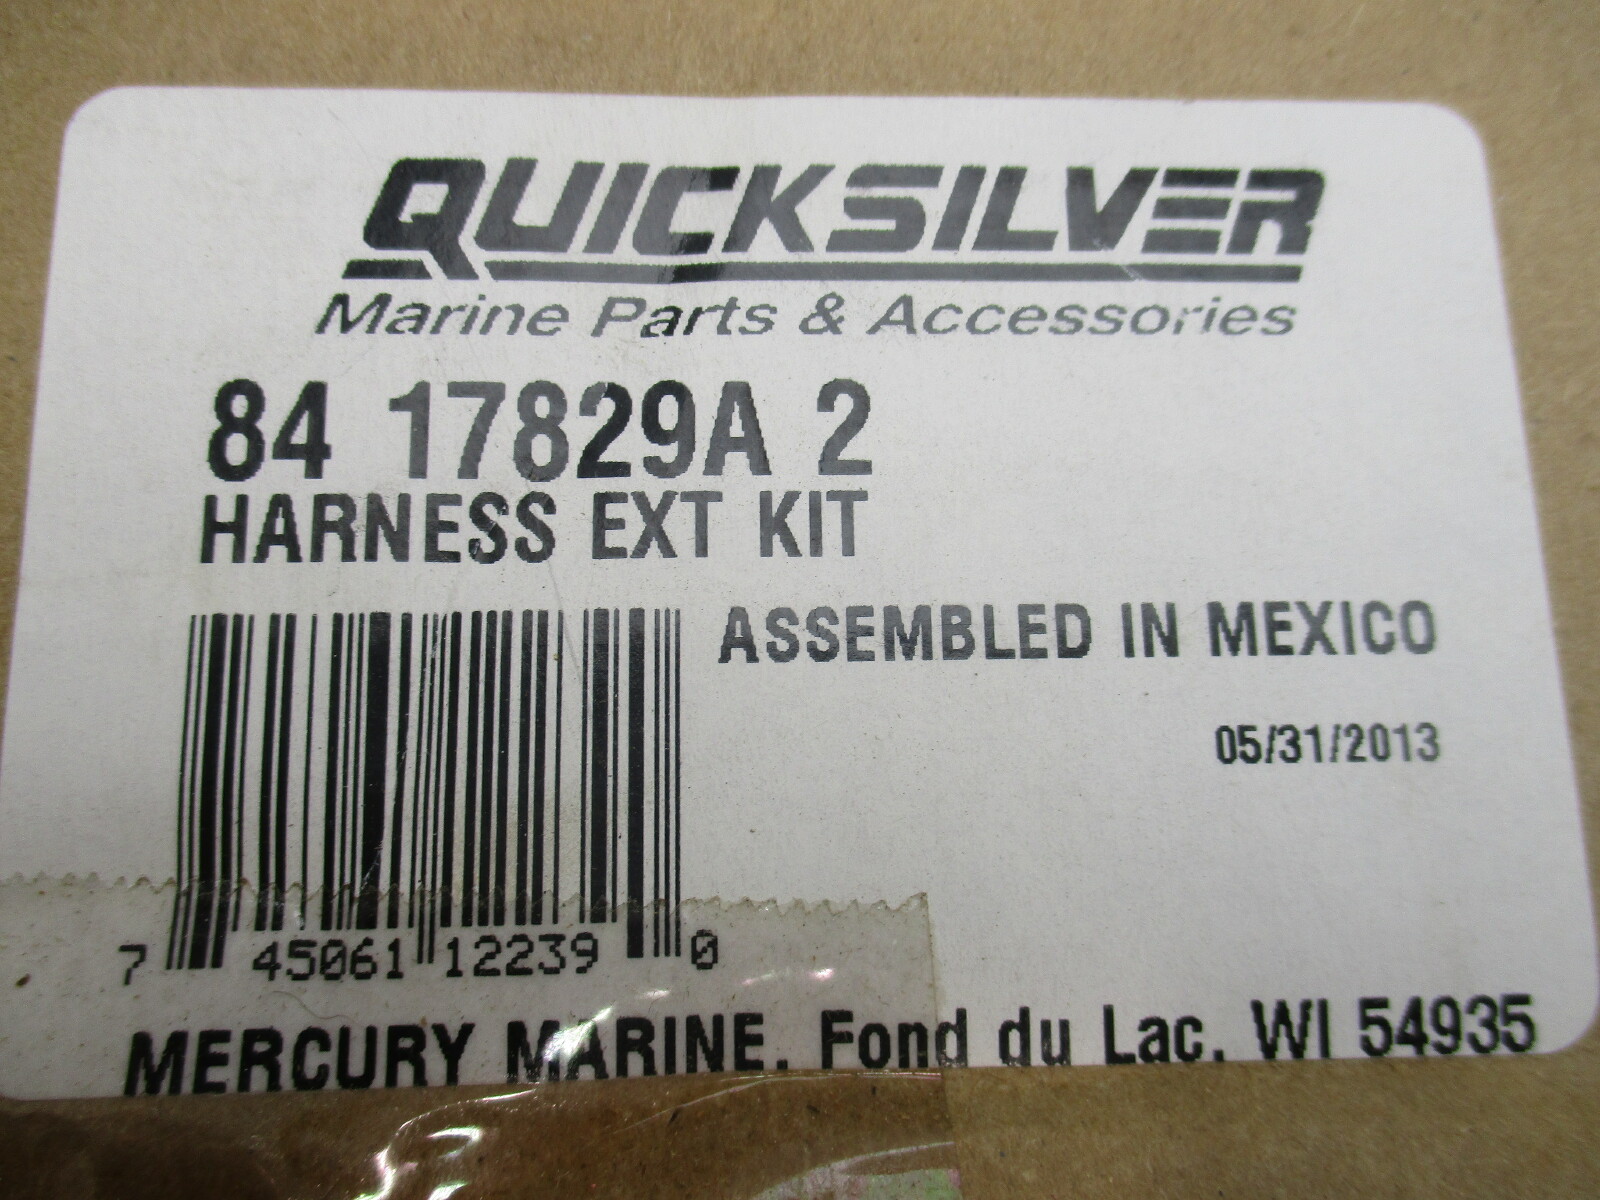 QUICKSILVER
Marine Parts & Accessories
84 17829A 2
HARNESS EXT KIT
ASSEMBLED IN MEXICO
05/31/2013
7 45061 12239 0
MERCURY MARINE. Fond du Lac. WI 54935